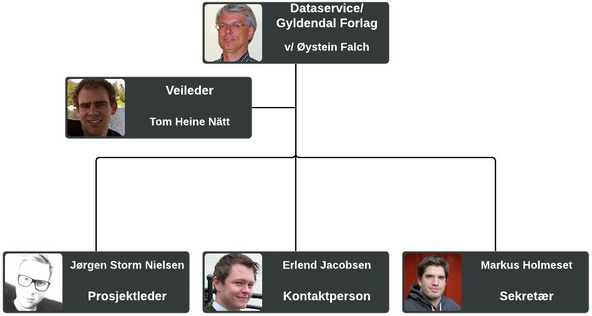 Dataservice/
Gyldendal Forlag
v/ Øystein Falch
Veileder
Tom Heine Nätt
Jørgen Storm Nielsen
Prosjektleder
Erlend Jacobsen
Kontaktperson
Markus Holmeset
Sekretær